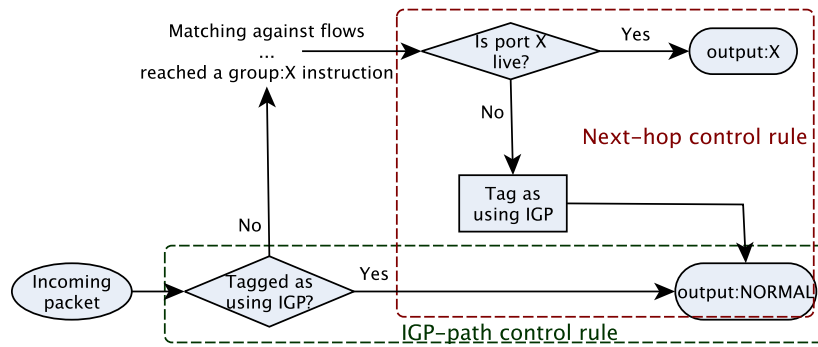 Matching against flows
...
reached a group:X instruction
Is port X
live?
Yes
output:X
No
Next-hop control rule
Tag as
using IGP
No
Incoming
packet
Tagged as
using IGP?
Yes
output:NORMAL
IGP-path control rule